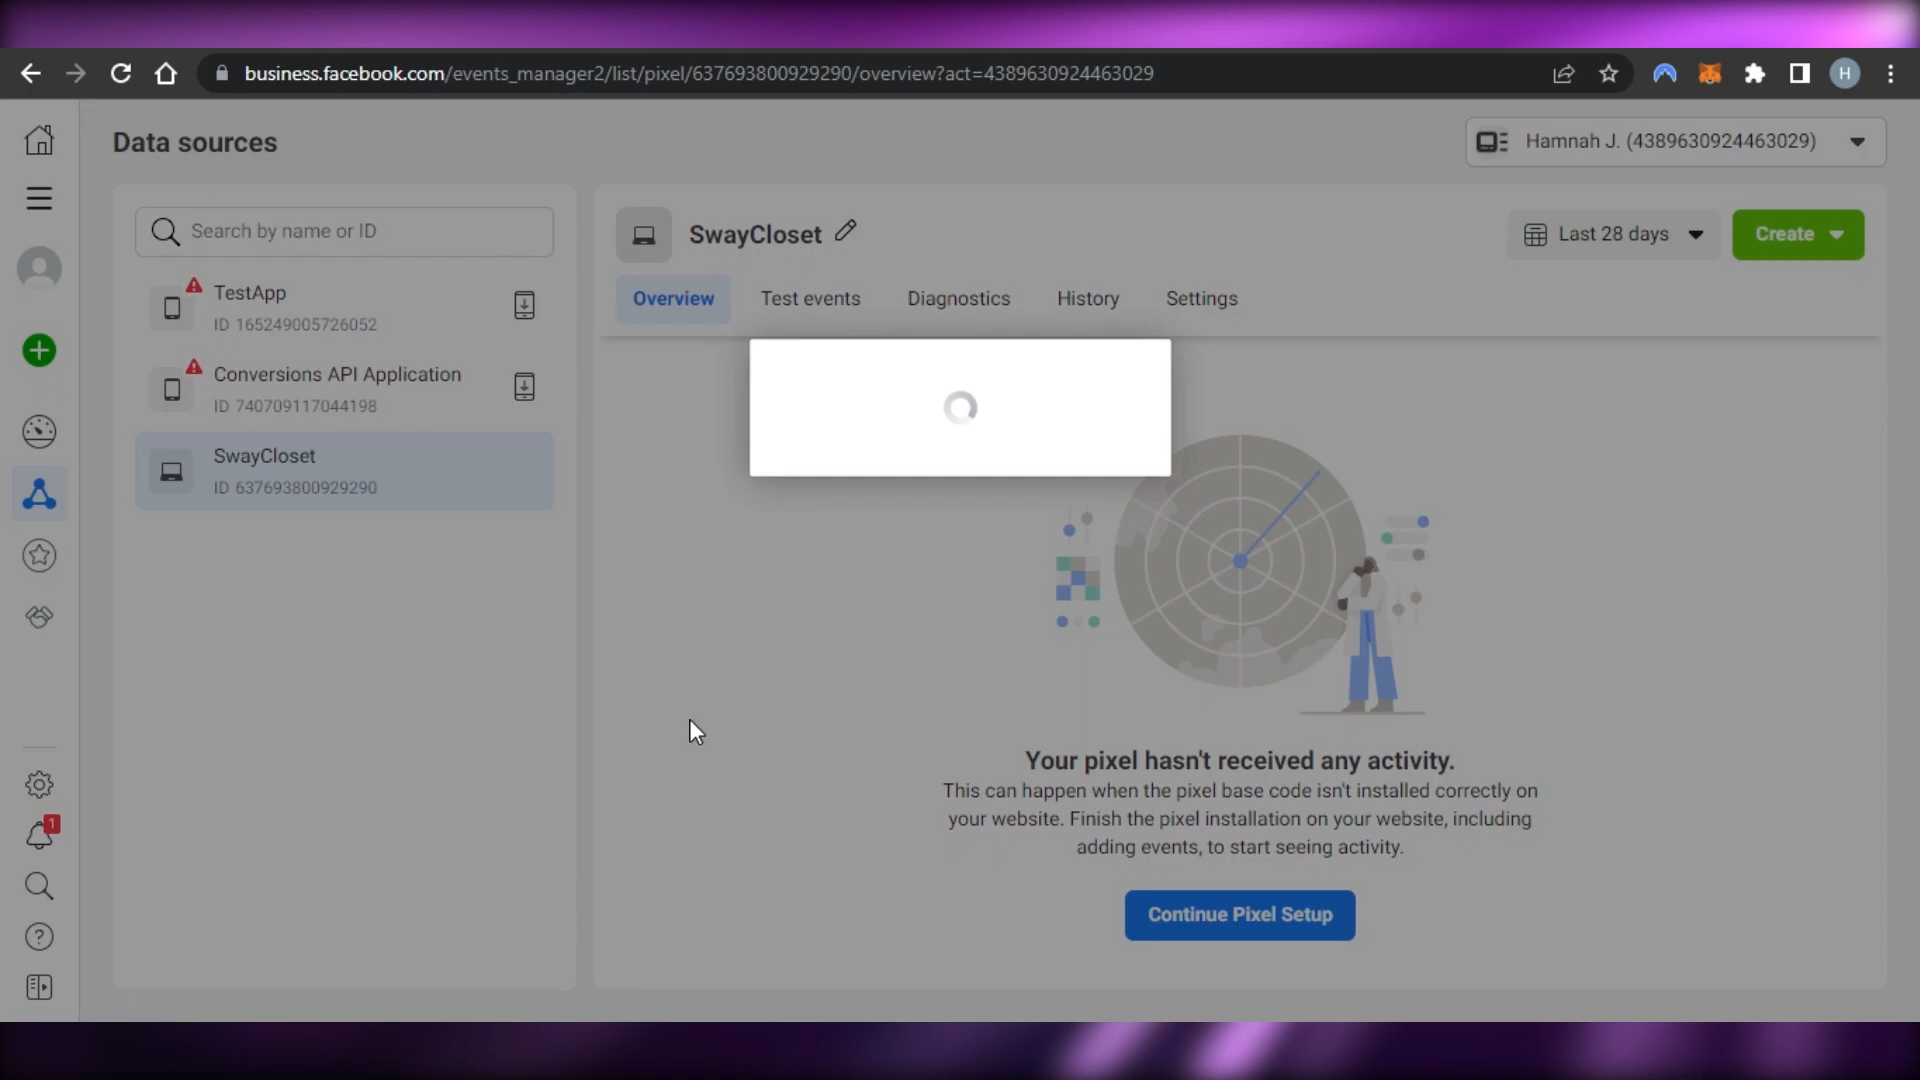 business.facebook.com/events_manager2/list/pixel/637693800929290/overview?act=4389630924463029
H
Data sources
Hamnah J. (4389630924463029)
Search by name or ID
SwayCloset
Last 28 days
Create
TestApp
ID 165249005726052
Overview
Test events
Diagnostics
History
Settings
Conversions API Application
ID 740709117044198
SwayCloset
ID 637693800929290
Your pixel hasn't received any activity.
This can happen when the pixel base code isn't installed correctly on
your website. Finish the pixel installation on your website, including
adding events, to start seeing activity.
1
Continue Pixel Setup